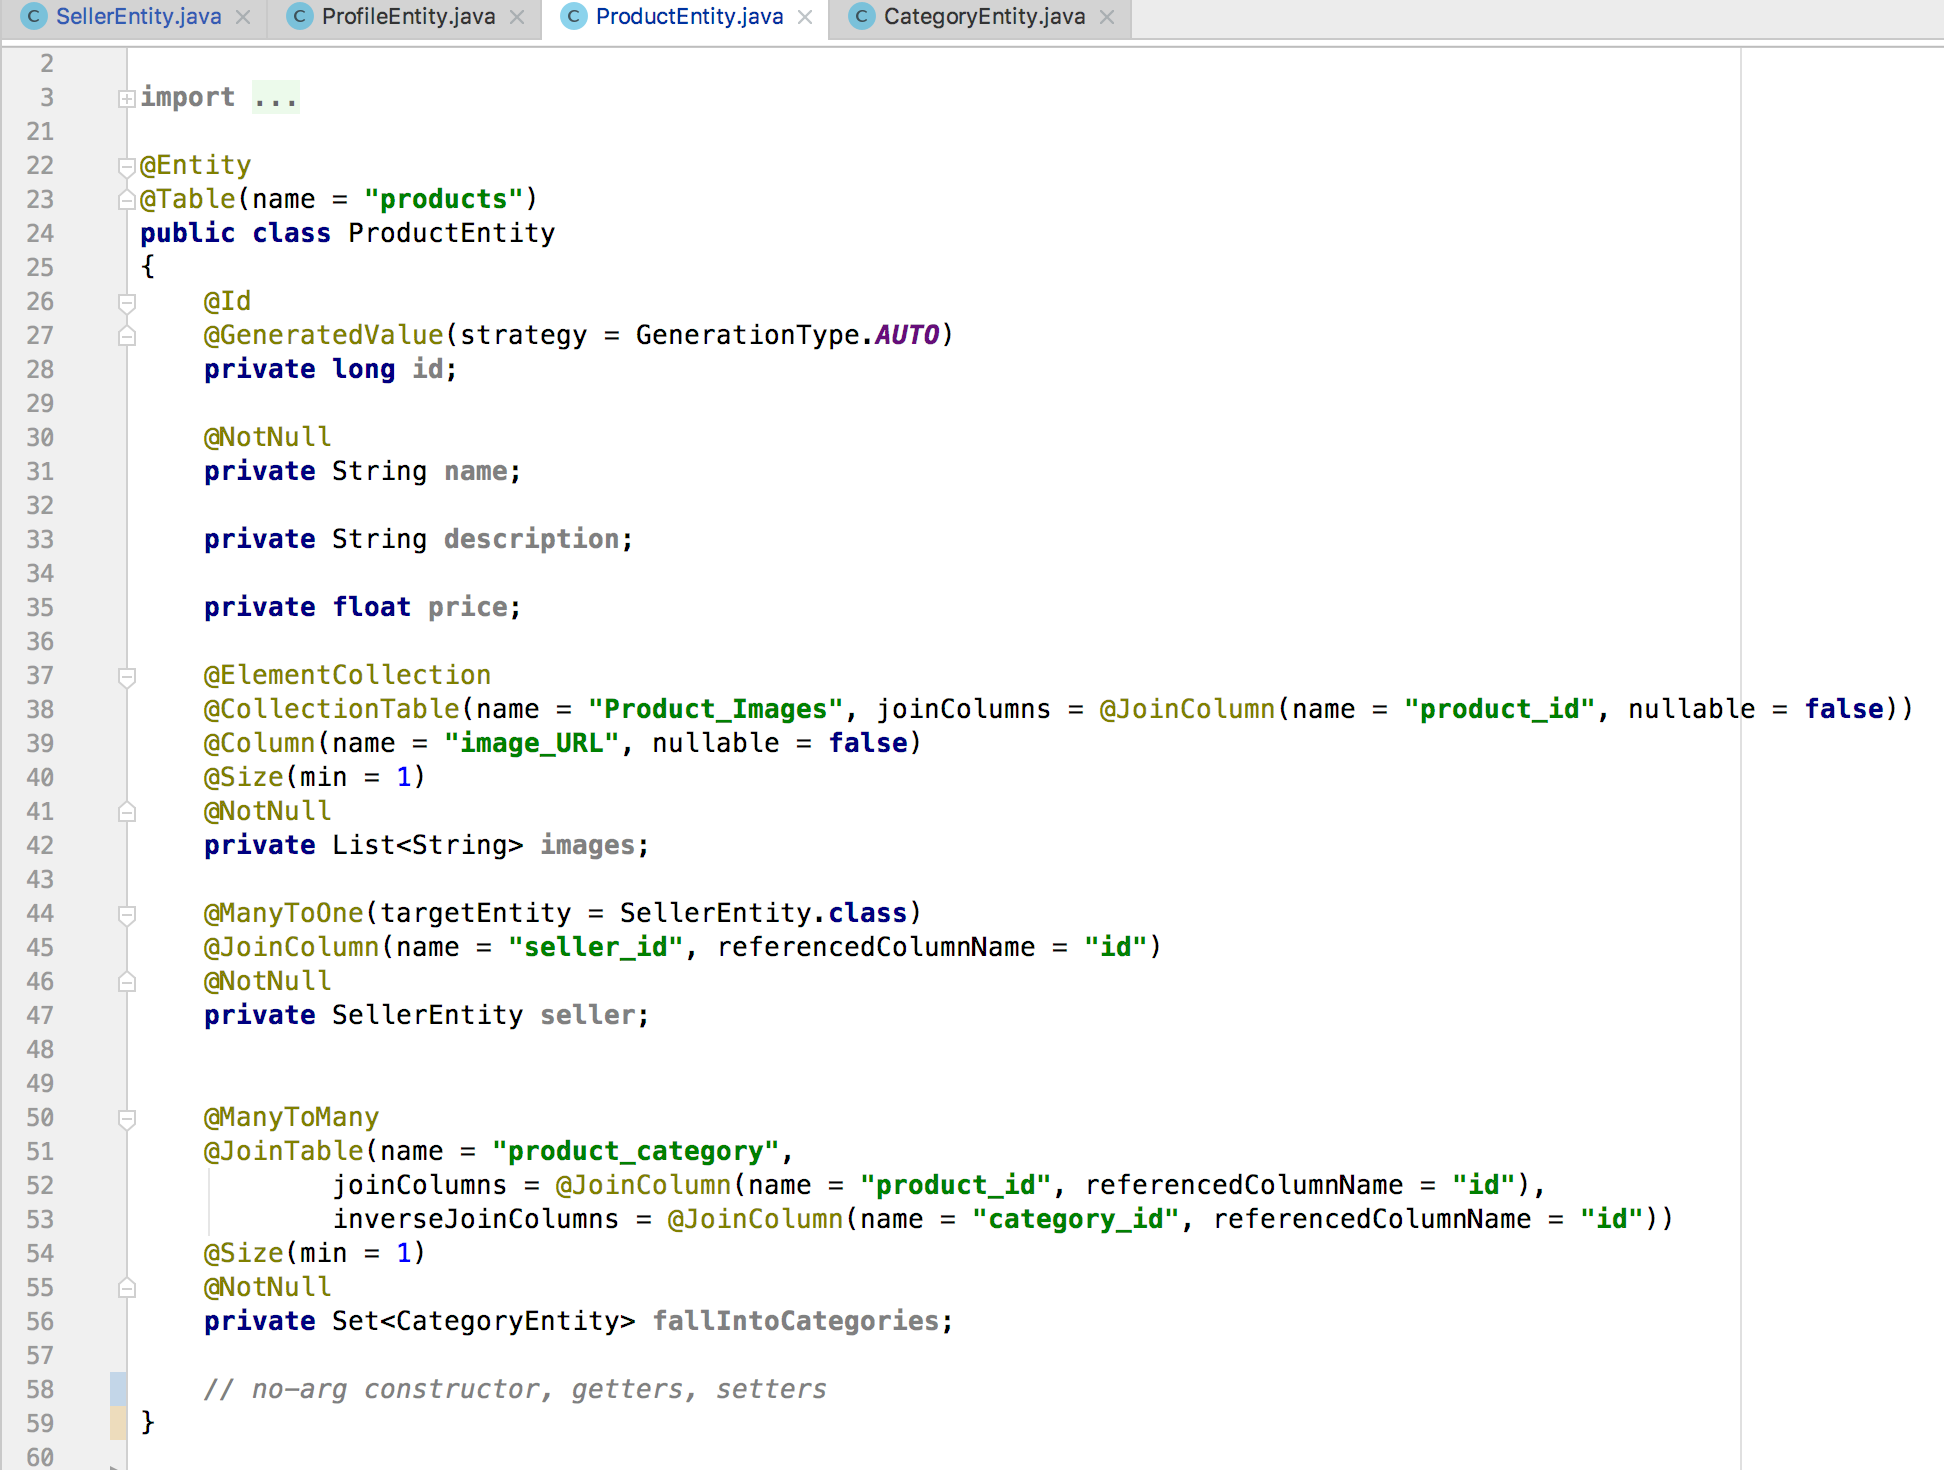 SellerEntity.java ProfileEntity.java ProductEntity.java CategoryEntity.java
2
3 import ...
21
22 @Entity
23 @Table(name = "products")
24 public class ProductEntity
25 {
26 @Id
27 @GeneratedValue(strategy = GenerationType.AUTO)
28 private long id;
29
30 @NotNull
31 private String name;
32
33 private String description;
34
35 private float price;
36
37 @ElementCollection
38 @CollectionTable(name = "Product_Images", joinColumns = @JoinColumn(name = "product_id", nullable = false))
39 @Column(name = "image_URL", nullable = false)
40 @Size(min = 1)
41 @NotNull
42 private List<String> images;
43
44 @ManyToOne(targetEntity = SellerEntity.class)
45 @JoinColumn(name = "seller_id", referencedColumnName = "id")
46 @NotNull
47 private SellerEntity seller;
48
49
50 @ManyToMany
51 @JoinTable(name = "product_category",
52 joinColumns = @JoinColumn(name = "product_id", referencedColumnName = "id"),
53 inverseJoinColumns = @JoinColumn(name = "category_id", referencedColumnName = "id"))
54 @Size(min = 1)
55 @NotNull
56 private Set<CategoryEntity> fallIntoCategories;
57
58 // no-arg constructor, getters, setters
59 }
60